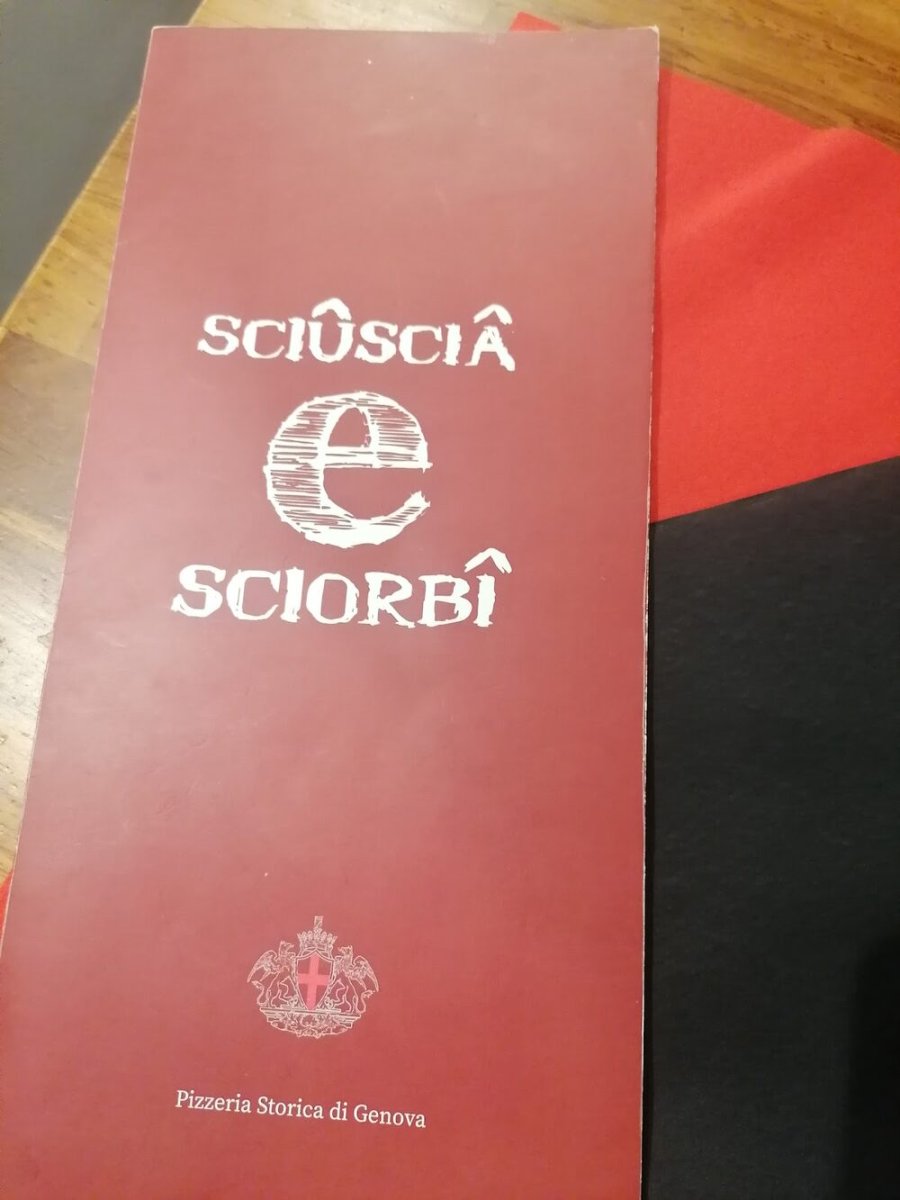 SCIÛSCIÂ
e
SCIORBÎ
Pizzeria Storica di Genova